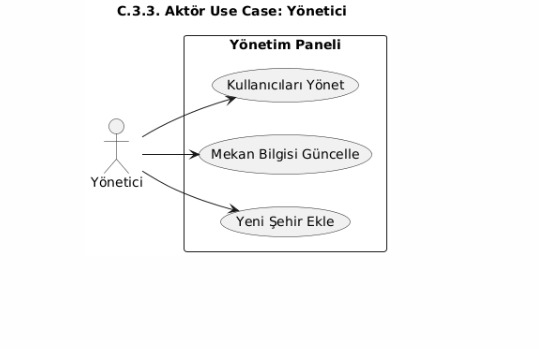 C.3.3. Aktör Use Case: Yönetici
Yönetim Paneli
Kullanıcıları Yönet
Mekan Bilgisi Güncelle
Yönetici
Yeni Şehir Ekle